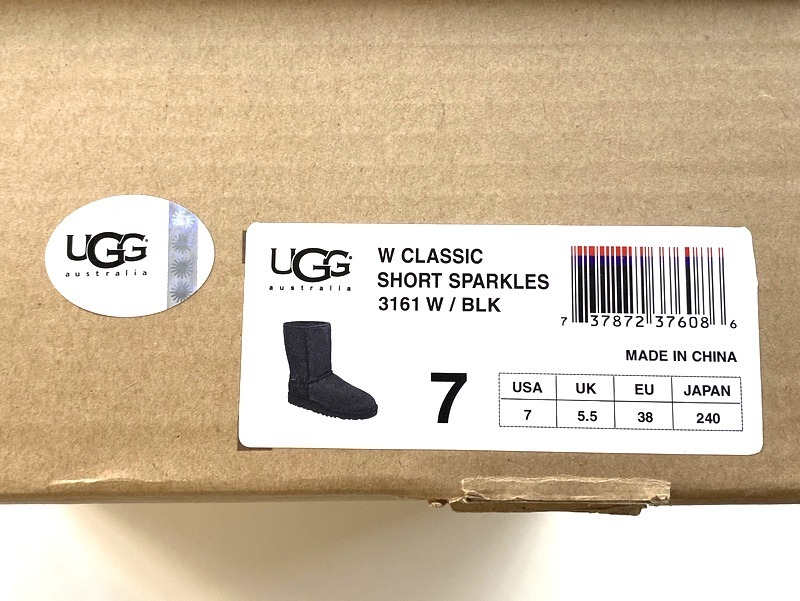 UGG
australia
UGG
australia
W CLASSIC
SHORT SPARKLES
3161 W / BLK
7 37872 37608 6
MADE IN CHINA
7
USA UK EU JAPAN
7 5.5 38 240